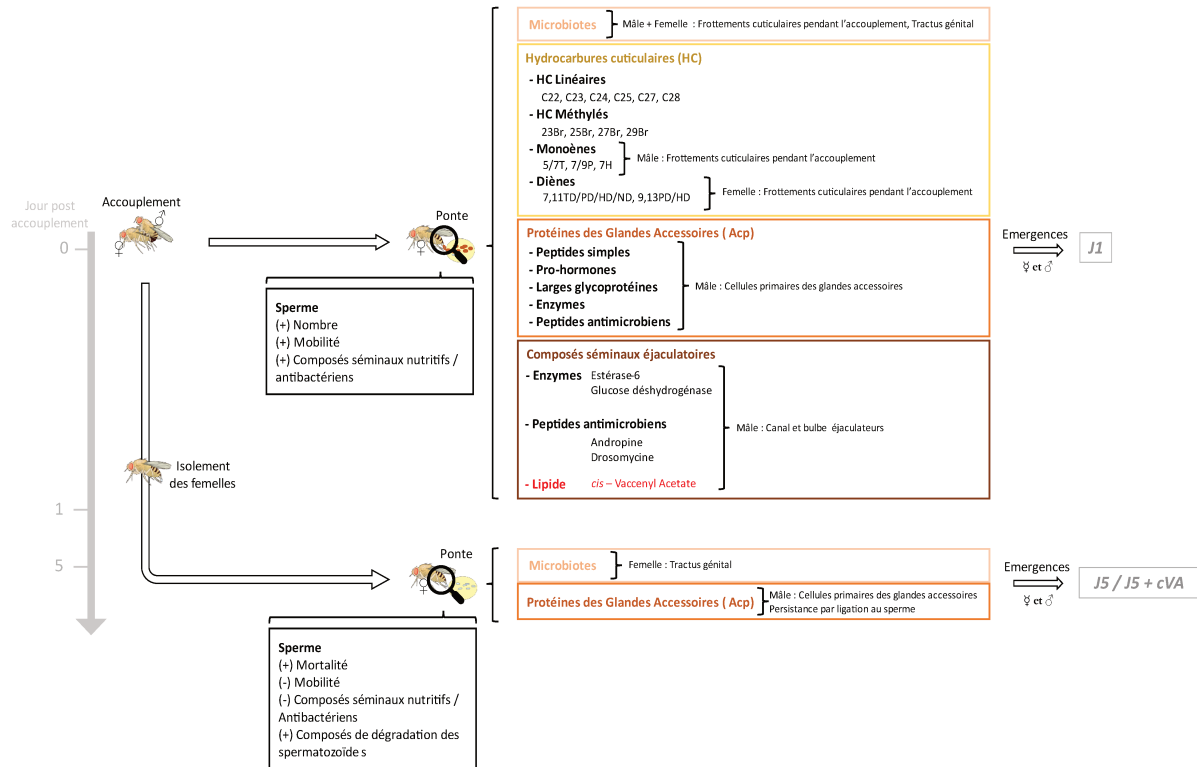 Microbiotes
Mâle + Femelle : Frottements cuticulaires pendant l'accouplement, Tractus génital
Hydrocarbures cuticulaires (HC)
- HC Linéaires
C22, C23, C24, C25, C27, C28
- HC Méthylés
23Br, 25Br, 27Br, 29Br
- Monoènes
5/7T, 7/9P, 7H
Mâle : Frottements cuticulaires pendant l'accouplement
- Diènes
7,11TD/PD/HD/ND, 9,13PD/HD
Femelle : Frottements cuticulaires pendant l'accouplement
Jour post
accouplement
0
1
5
Accouplement
♀
♂
Ponte
♀
Protéines des Glandes Accessoires ( Acp)
- Peptides simples
- Pro-hormones
- Larges glycoprotéines
- Enzymes
- Peptides antimicrobiens
Mâle : Cellules primaires des glandes accessoires
Emergences
☿ et ♂
J1
Sperme
(+) Nombre
(+) Mobilité
(+) Composés séminaux nutritifs /
antibactériens
Composés séminaux éjaculatoires
- Enzymes
Estérase-6
Glucose déshydrogénase
- Peptides antimicrobiens
Andropine
Drosomycine
- Lipide
cis – Vaccenyl Acetate
Mâle : Canal et bulbe éjaculateurs
Isolement
des femelles
Ponte
♀
Microbiotes
Femelle : Tractus génital
Protéines des Glandes Accessoires ( Acp)
Mâle : Cellules primaires des glandes accessoires
Persistance par ligation au sperme
Emergences
☿ et ♂
J5 / J5 + cVA
Sperme
(+) Mortalité
(-) Mobilité
(-) Composés séminaux nutritifs /
Antibactériens
(+) Composés de dégradation des
spermatozoïde s